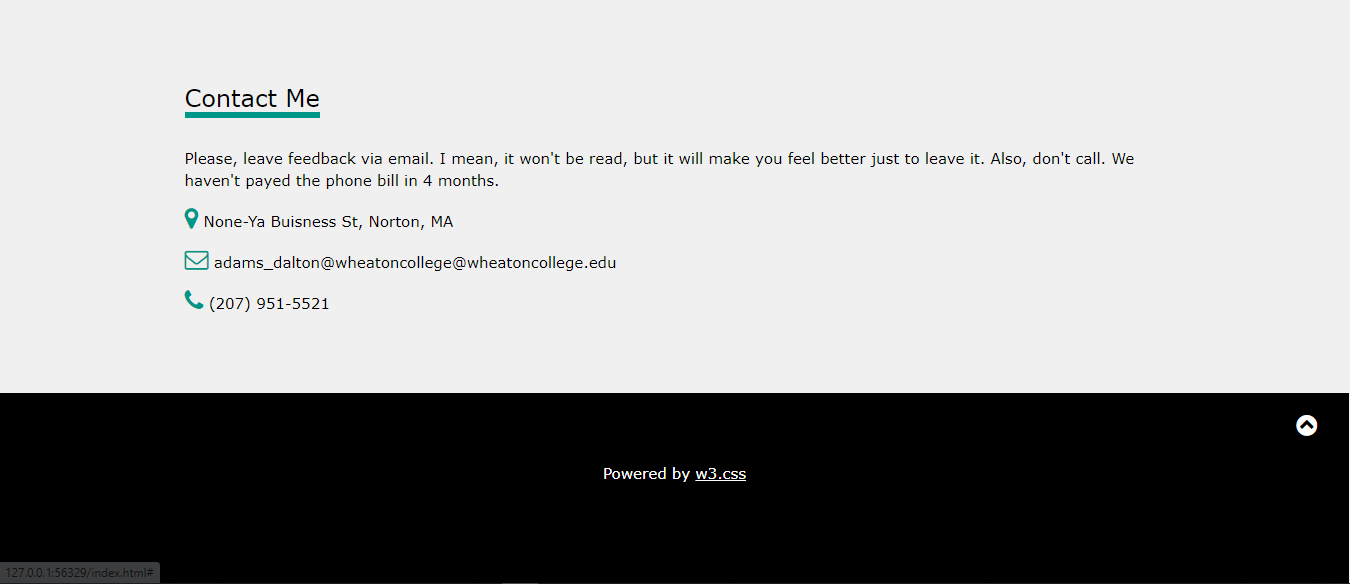 Contact Me
Please, leave feedback via email. I mean, it won't be read, but it will make you feel better just to leave it. Also, don't call. We
haven't payed the phone bill in 4 months.
None-Ya Buisness St, Norton, MA
adams_dalton@wheatoncollege@wheatoncollege.edu
(207) 951-5521
Powered by w3.css
127.0.0.1:56329/index.html#